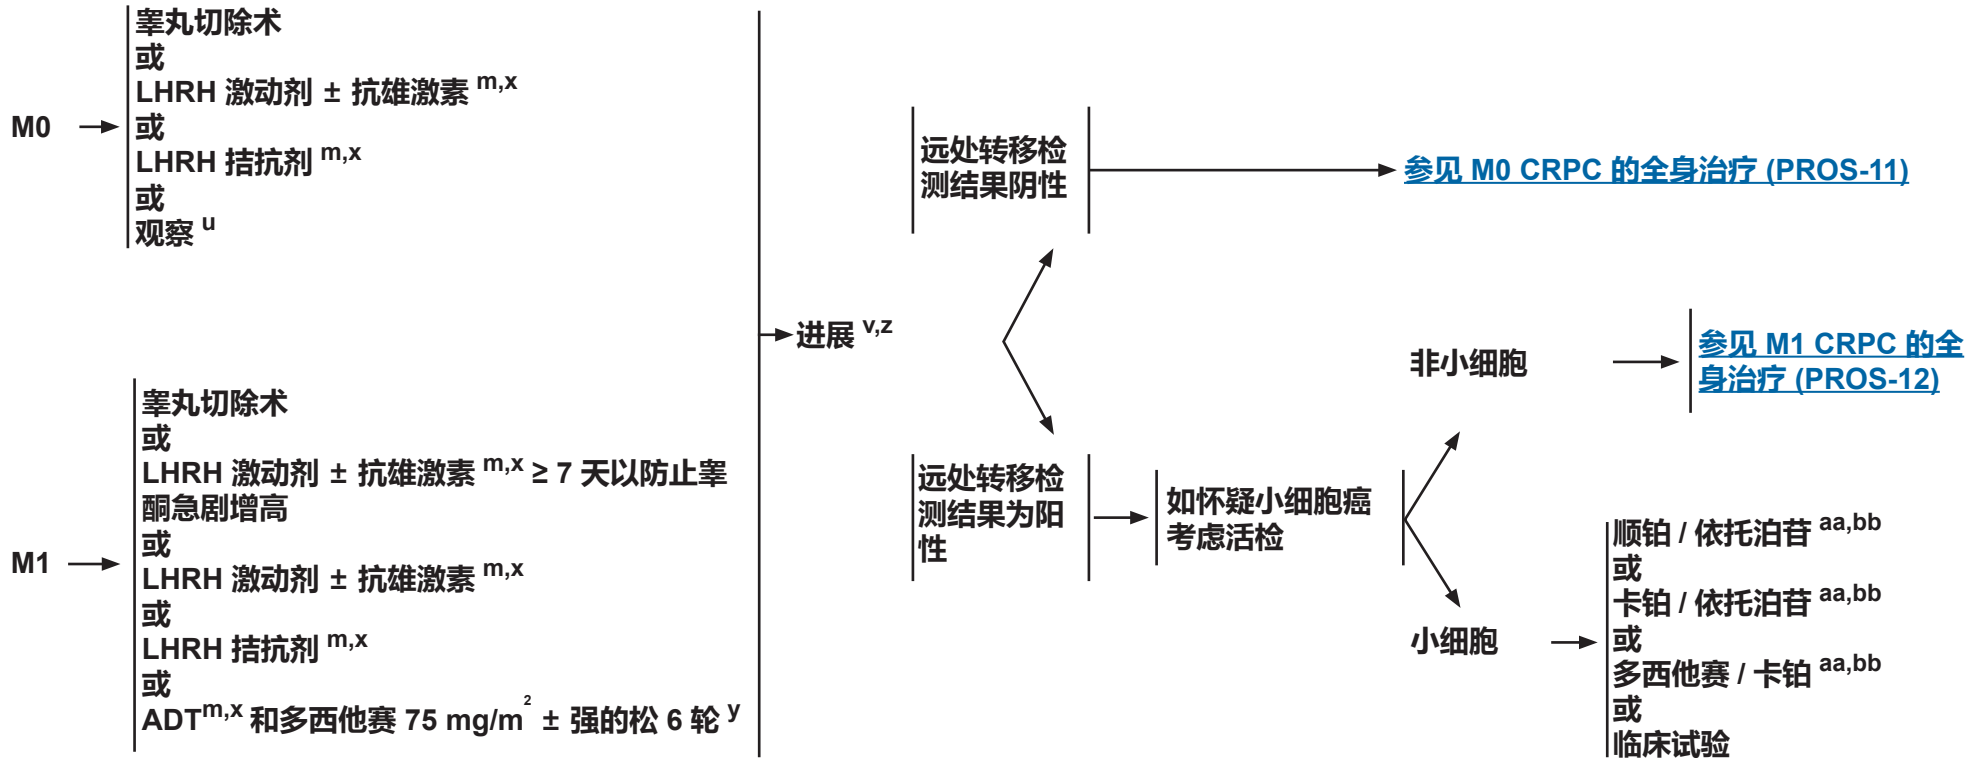 M0
睾丸切除术
或
LHRH 激动剂 ± 抗雄激素 m,x
或
LHRH 拮抗剂 m,x
或
观察 u
M1
睾丸切除术
或
LHRH 激动剂 ± 抗雄激素 m,x ≥ 7 天以防止睾
酮急剧增高
或
LHRH 激动剂 ± 抗雄激素 m,x
或
LHRH 拮抗剂 m,x
或
ADTm,x 和多西他赛 75 mg/m2 ± 强的松 6 轮 y
进展 v,z
远处转移检
测结果阴性
参见 M0 CRPC 的全身治疗 (PROS-11)
远处转移检
测结果为阳
性
如怀疑小细胞癌
考虑活检
非小细胞
参见 M1 CRPC 的全
身治疗 (PROS-12)
小细胞
顺铂 / 依托泊苷 aa,bb
或
卡铂 / 依托泊苷 aa,bb
或
多西他赛 / 卡铂 aa,bb
或
临床试验